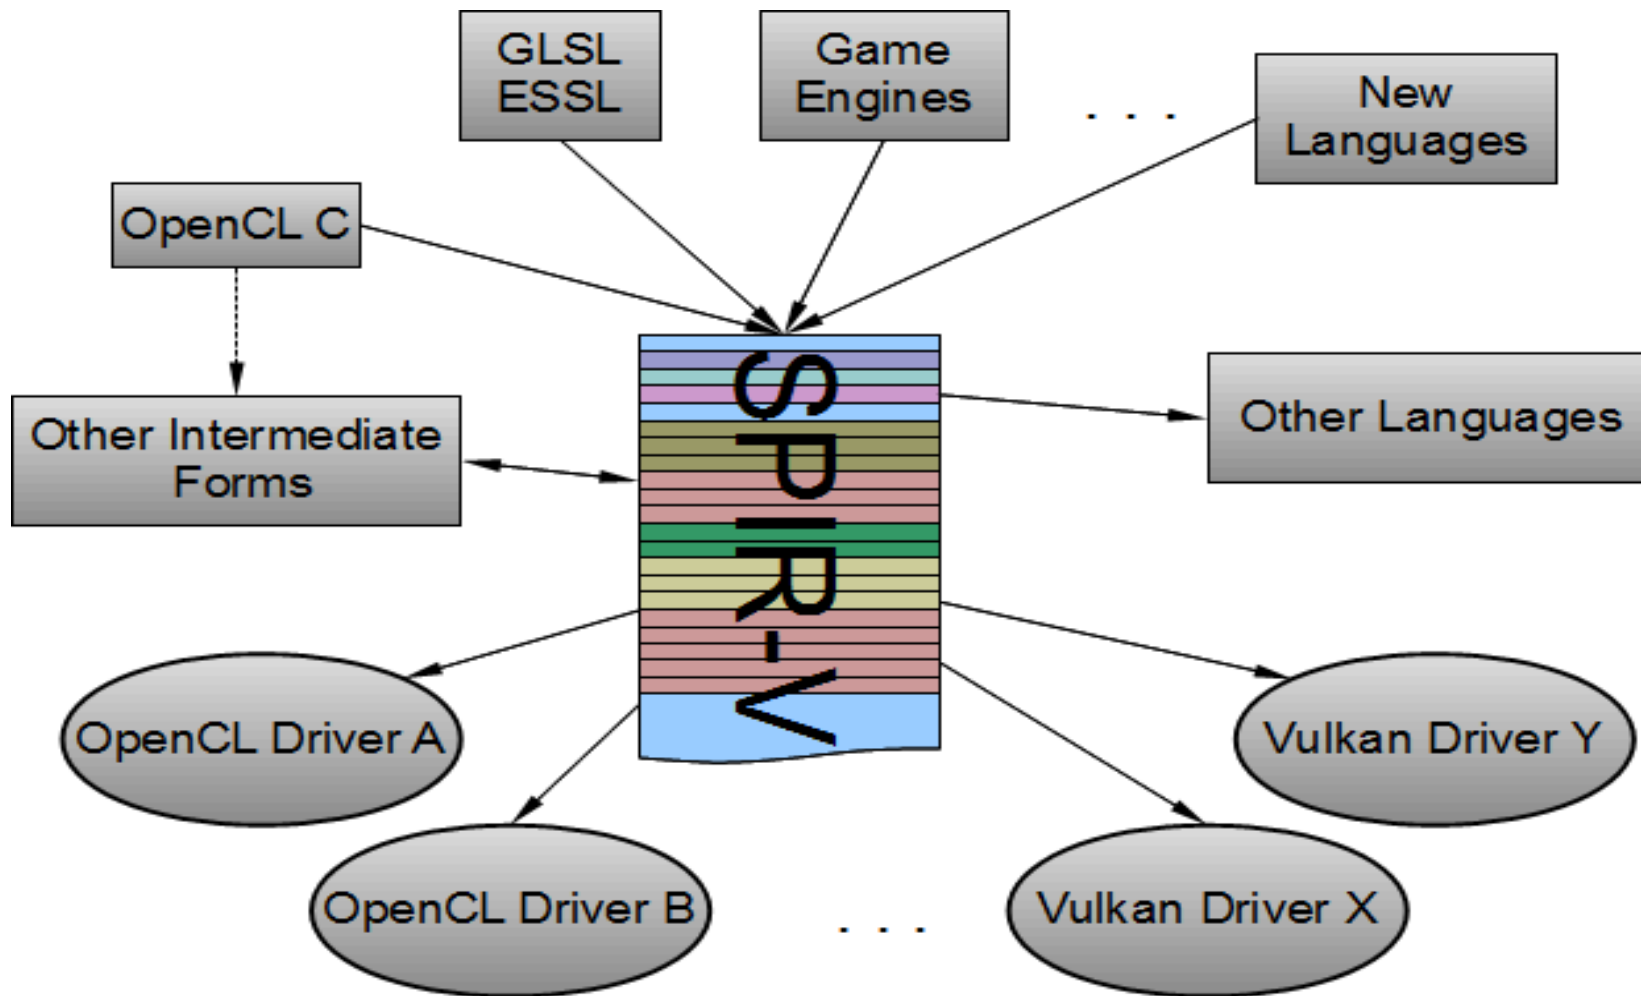 GLSL
ESSL
Game
Engines
. . .
New
Languages
OpenCL C
SPIR-V
Other Intermediate
Forms
Other Languages
OpenCL Driver A
Vulkan Driver Y
OpenCL Driver B
. . .
Vulkan Driver X